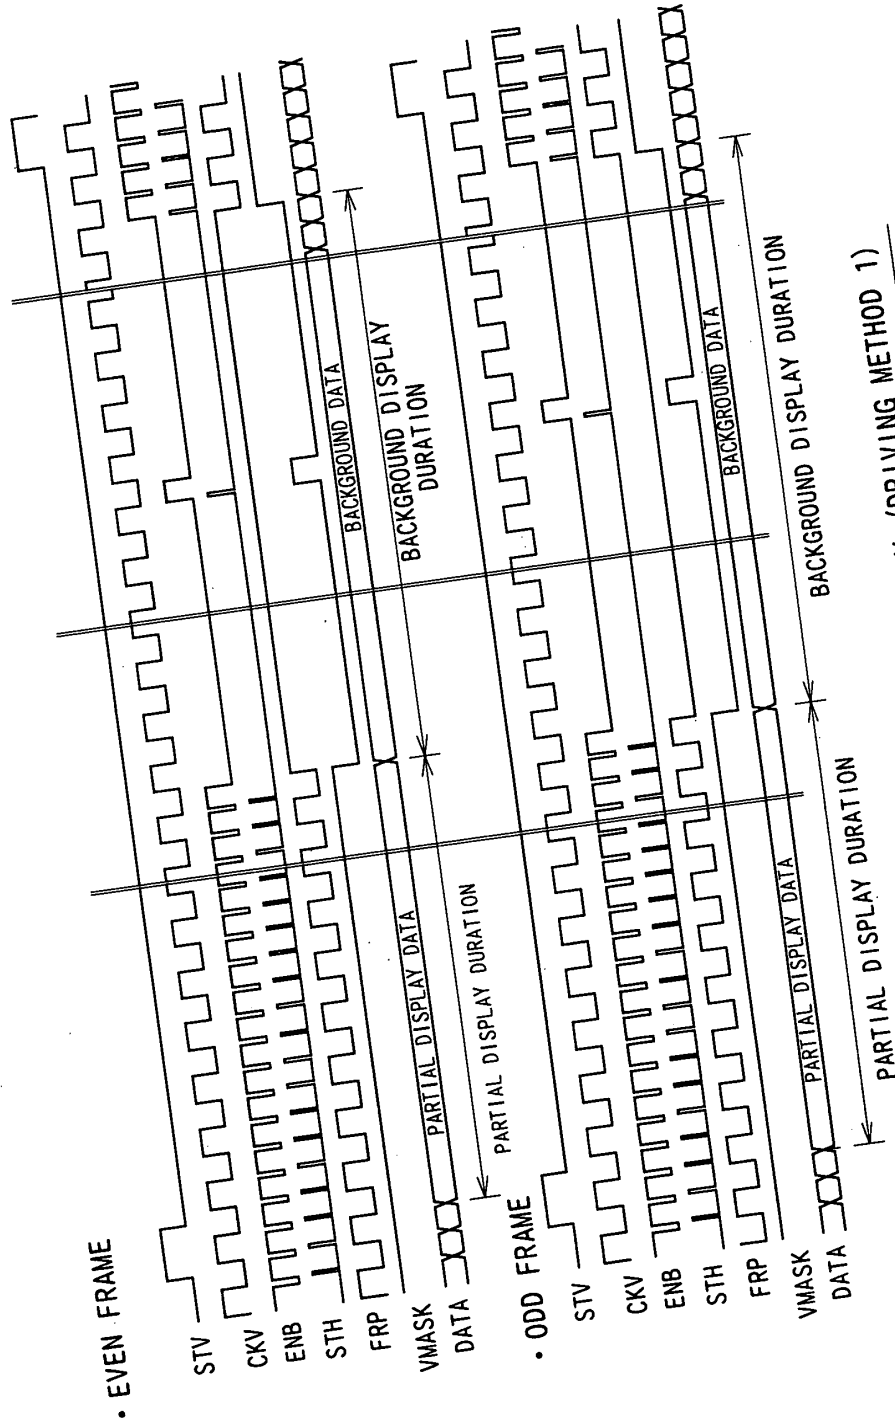 • EVEN FRAME
STV
CKV
ENB
STH
FRP
VMASK
DATA
PARTIAL DISPLAY DATA
BACKGROUND DATA
PARTIAL DISPLAY DURATION
BACKGROUND DISPLAY
DURATION
• ODD FRAME
STV
CKV
ENB
STH
FRP
VMASK
DATA
PARTIAL DISPLAY DATA
BACKGROUND DATA
PARTIAL DISPLAY DURATION
BACKGROUND DISPLAY DURATION
(DRIVING METHOD 1)